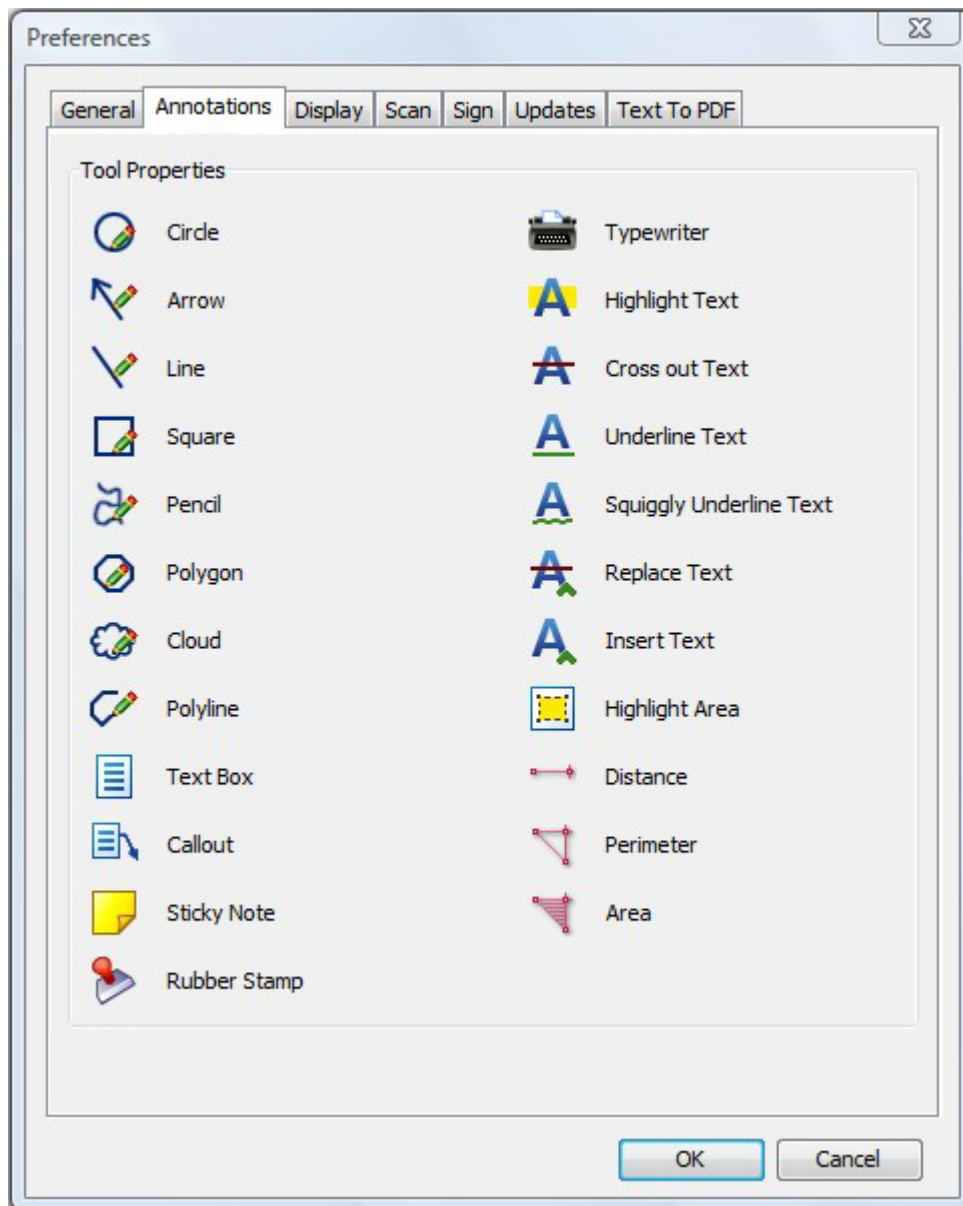 Preferences
General Annotations Display Scan Sign Updates Text To PDF
Tool Properties
Circle
Arrow
Line
Square
Pencil
Polygon
Cloud
Polyline
Text Box
Callout
Sticky Note
Rubber Stamp
Typewriter
Highlight Text
Cross out Text
Underline Text
Squiggly Underline Text
Replace Text
Insert Text
Highlight Area
Distance
Perimeter
Area
OK Cancel